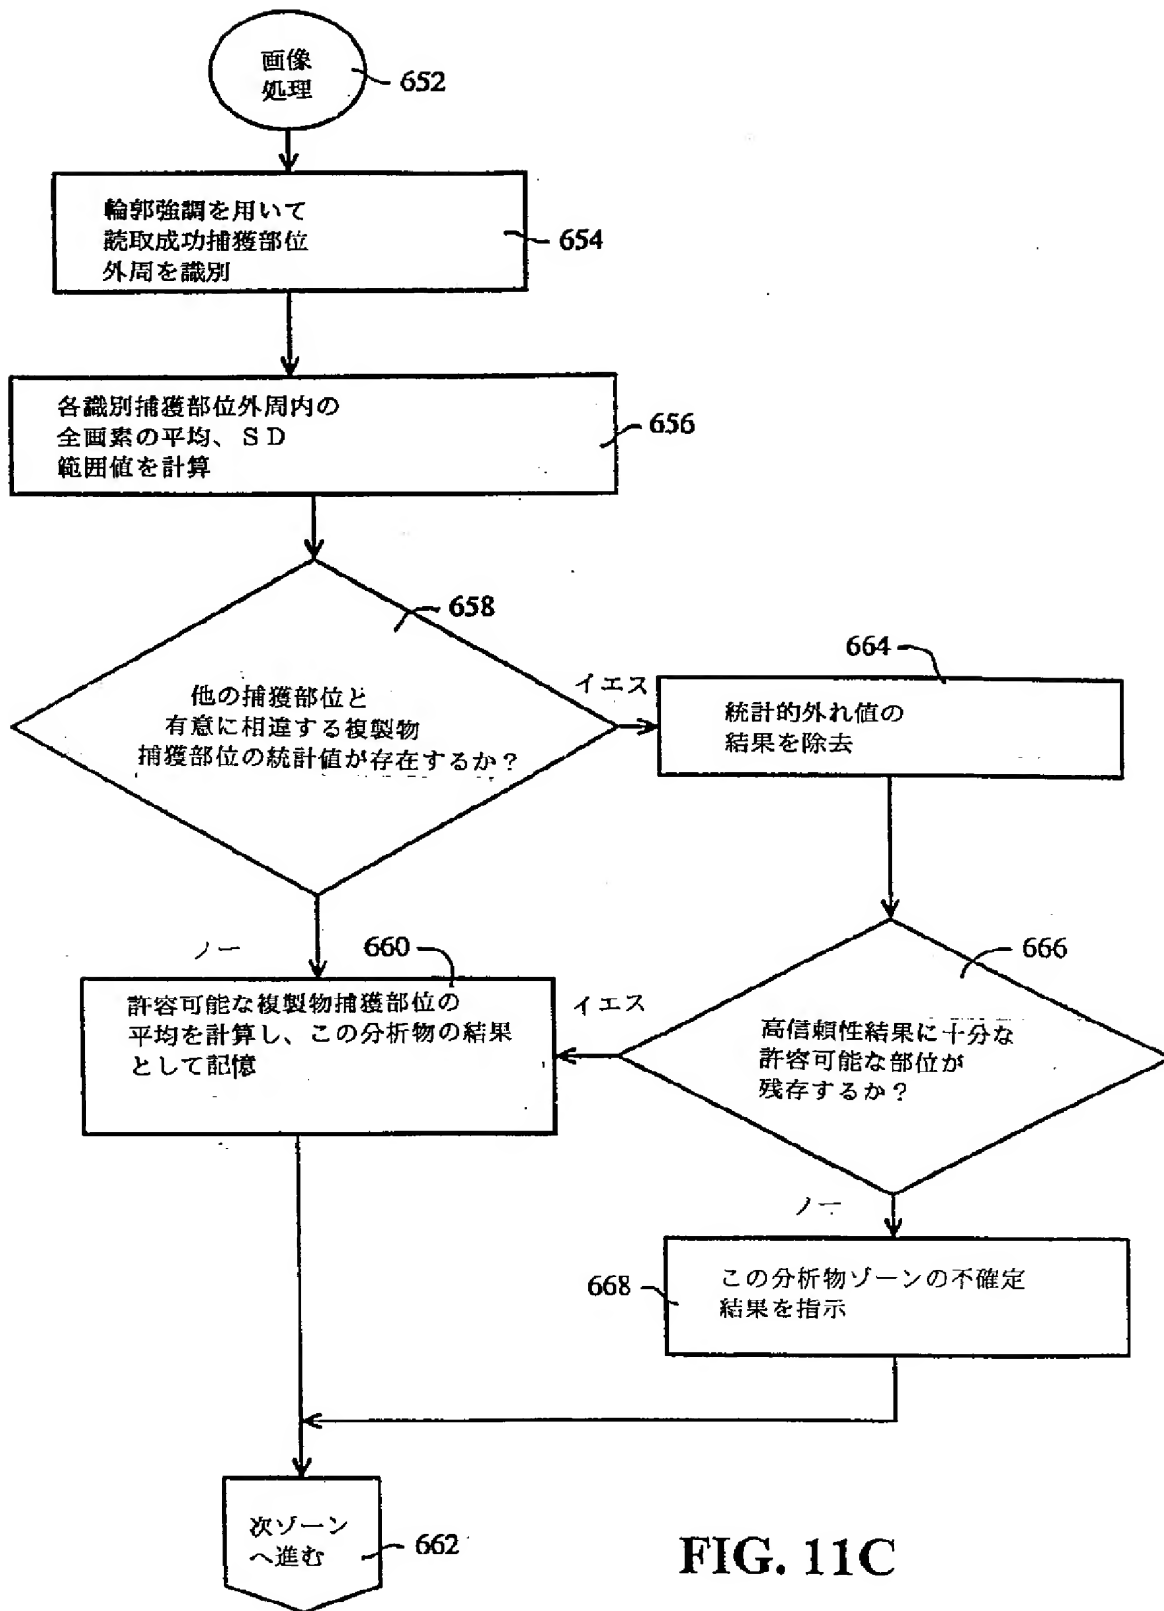 画像
処理
652
輪郭強調を用いて
読取成功捕獲部位
外周を識別
654
各識別捕獲部位外周内の
全画素の平均、SD
範囲値を計算
656
658
他の捕獲部位と
有意に相違する複製物
捕獲部位の統計値が存在するか?
イエス
664
統計的外れ値の
結果を除去
ノー
660
許容可能な複製物捕獲部位の
平均を計算し、この分析物の結果
として記憶
イエス
666
高信頼性結果に十分な
許容可能な部位が
残存するか?
ノー
668
この分析物ゾーンの不確定
結果を指示
次ゾーン
へ進む
662
FIG. 11C